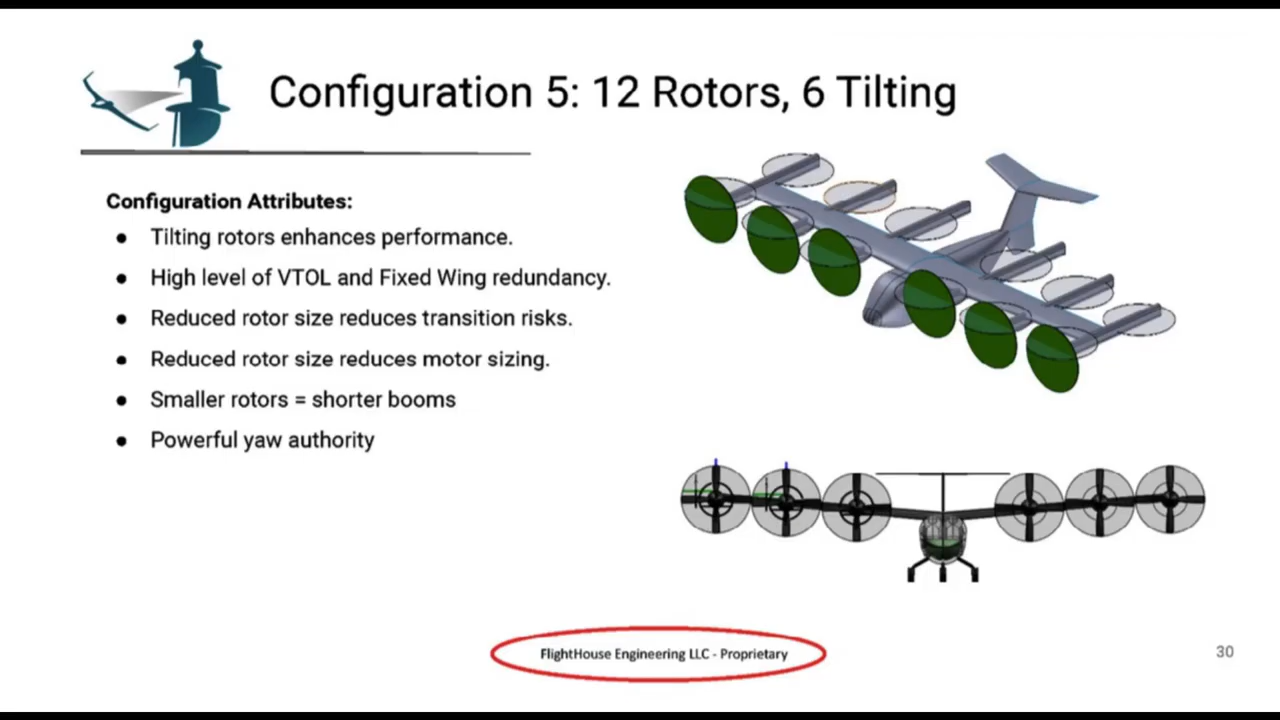 Configuration 5: 12 Rotors, 6 Tilting
Configuration Attributes:
● Tilting rotors enhances performance.
● High level of VTOL and Fixed Wing redundancy.
● Reduced rotor size reduces transition risks.
● Reduced rotor size reduces motor sizing.
● Smaller rotors = shorter booms
● Powerful yaw authority
FlightHouse Engineering LLC - Proprietary
30